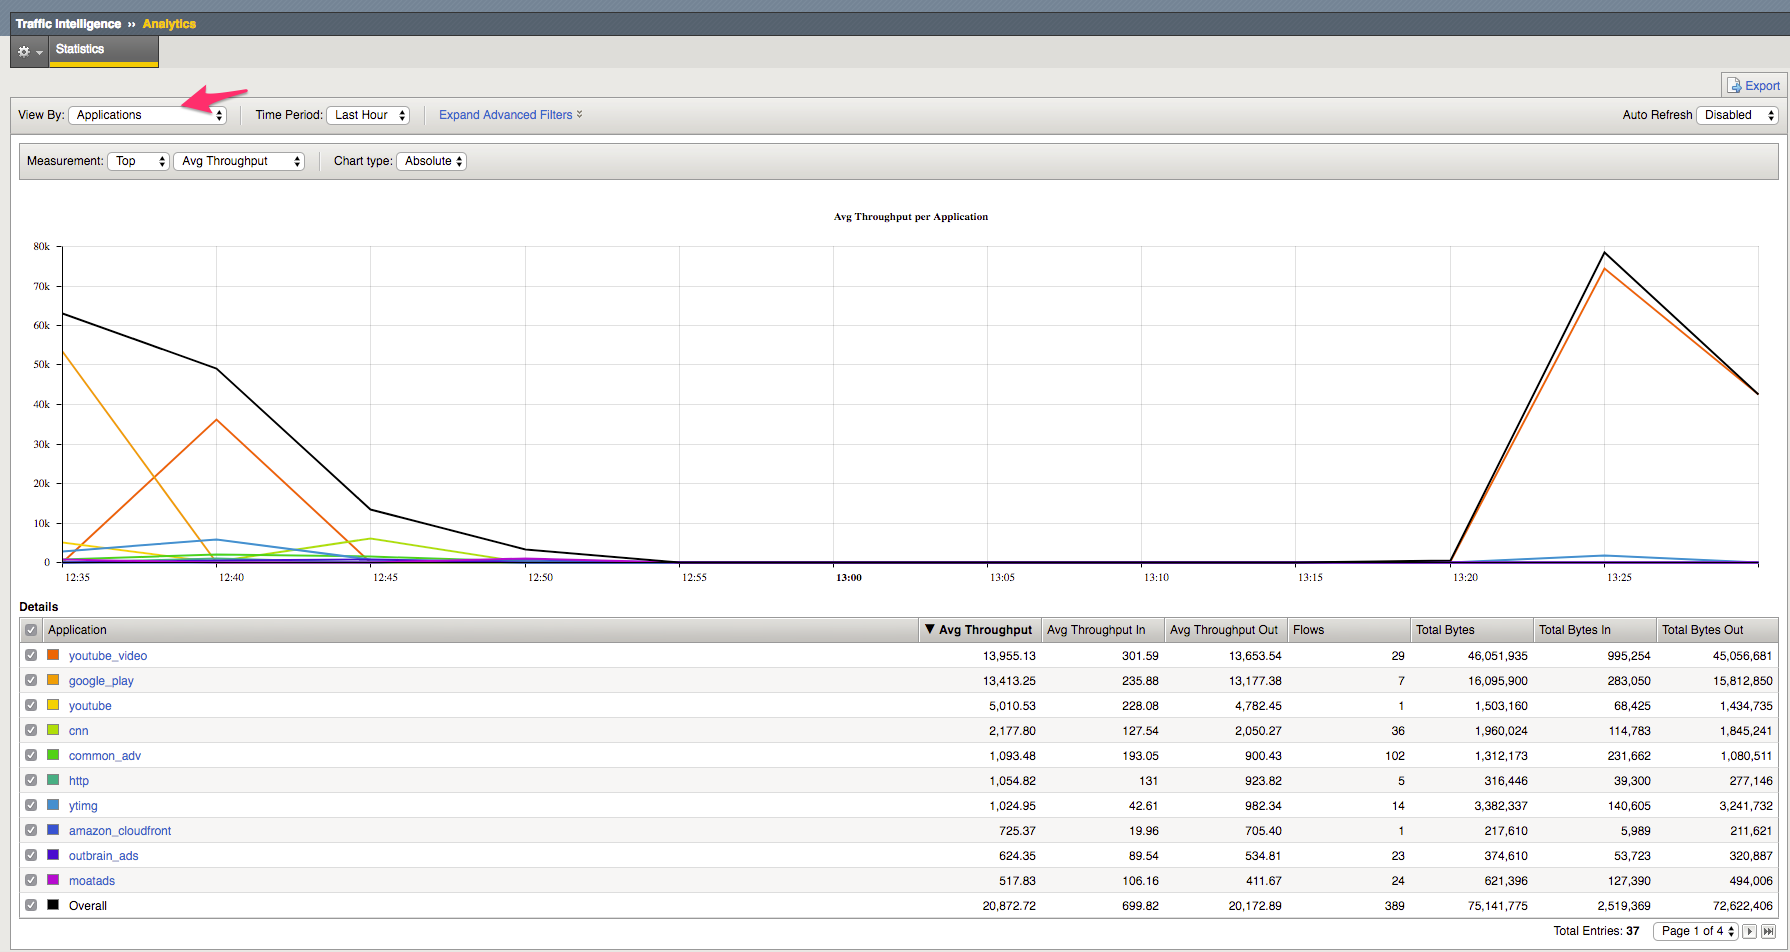 Traffic Intelligence ›› Analytics
Statistics
Export
View By: Applications Time Period: Last Hour Expand Advanced Filters Auto Refresh Disabled
Measurement: Top Avg Throughput Chart type: Absolute
Avg Throughput per Application
80k
70k
60k
50k
40k
30k
20k
10k
0
12:35 12:40 12:45 12:50 12:55 13:00 13:05 13:10 13:15 13:20 13:25
Details
Application ▼ Avg Throughput Avg Throughput In Avg Throughput Out Flows Total Bytes Total Bytes In Total Bytes Out
youtube_video 13,955.13 301.59 13,653.54 29 46,051,935 995,254 45,056,681
google_play 13,413.25 235.88 13,177.38 7 16,095,900 283,050 15,812,850
youtube 5,010.53 228.08 4,782.45 1 1,503,160 68,425 1,434,735
cnn 2,177.80 127.54 2,050.27 36 1,960,024 114,783 1,845,241
common_adv 1,093.48 193.05 900.43 102 1,312,173 231,662 1,080,511
http 1,054.82 131 923.82 5 316,446 39,300 277,146
ytimg 1,024.95 42.61 982.34 14 3,382,337 140,605 3,241,732
amazon_cloudfront 725.37 19.96 705.40 1 217,610 5,989 211,621
outbrain_ads 624.35 89.54 534.81 23 374,610 53,723 320,887
moatads 517.83 106.16 411.67 24 621,396 127,390 494,006
Overall 20,872.72 699.82 20,172.89 389 75,141,775 2,519,369 72,622,406
Total Entries: 37 Page 1 of 4